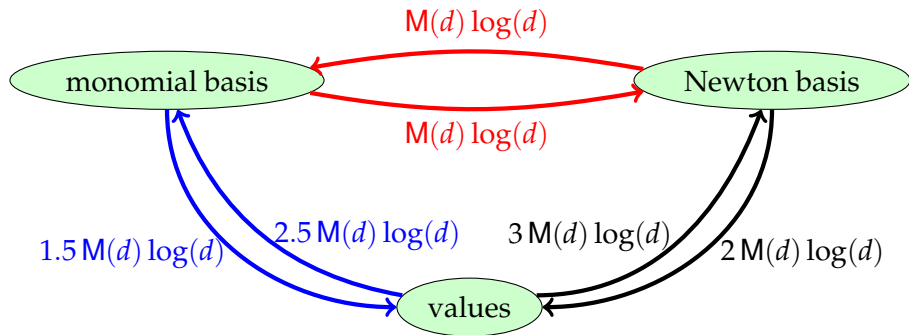 M(d) log(d)
monomial basis
Newton basis
M(d) log(d)
1.5 M(d) log(d)
2.5 M(d) log(d)
3 M(d) log(d)
2 M(d) log(d)
values